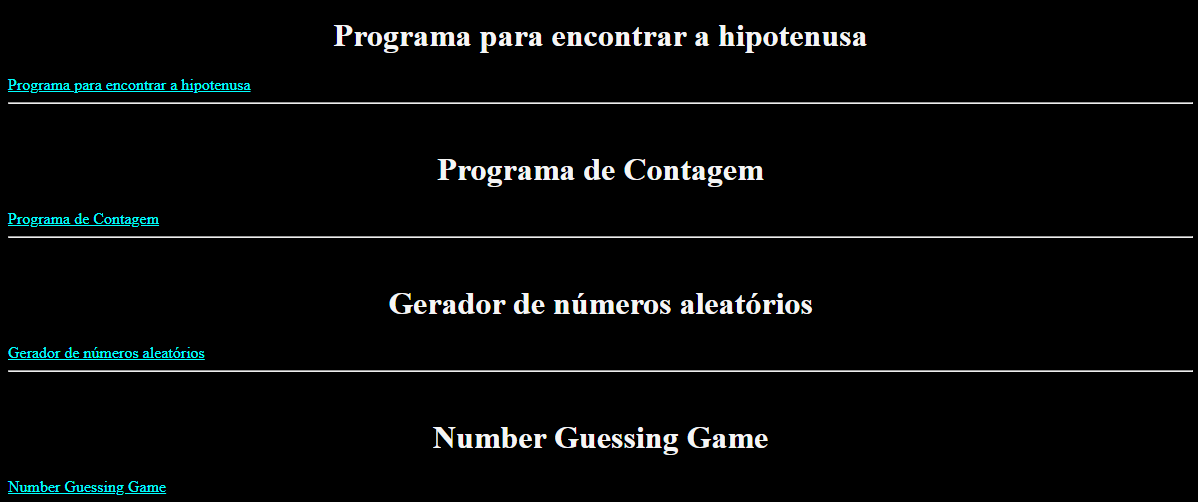 Programa para encontrar a hipotenusa
Programa para encontrar a hipotenusa
Programa de Contagem
Programa de Contagem
Gerador de números aleatórios
Gerador de números aleatórios
Number Guessing Game
Number Guessing Game